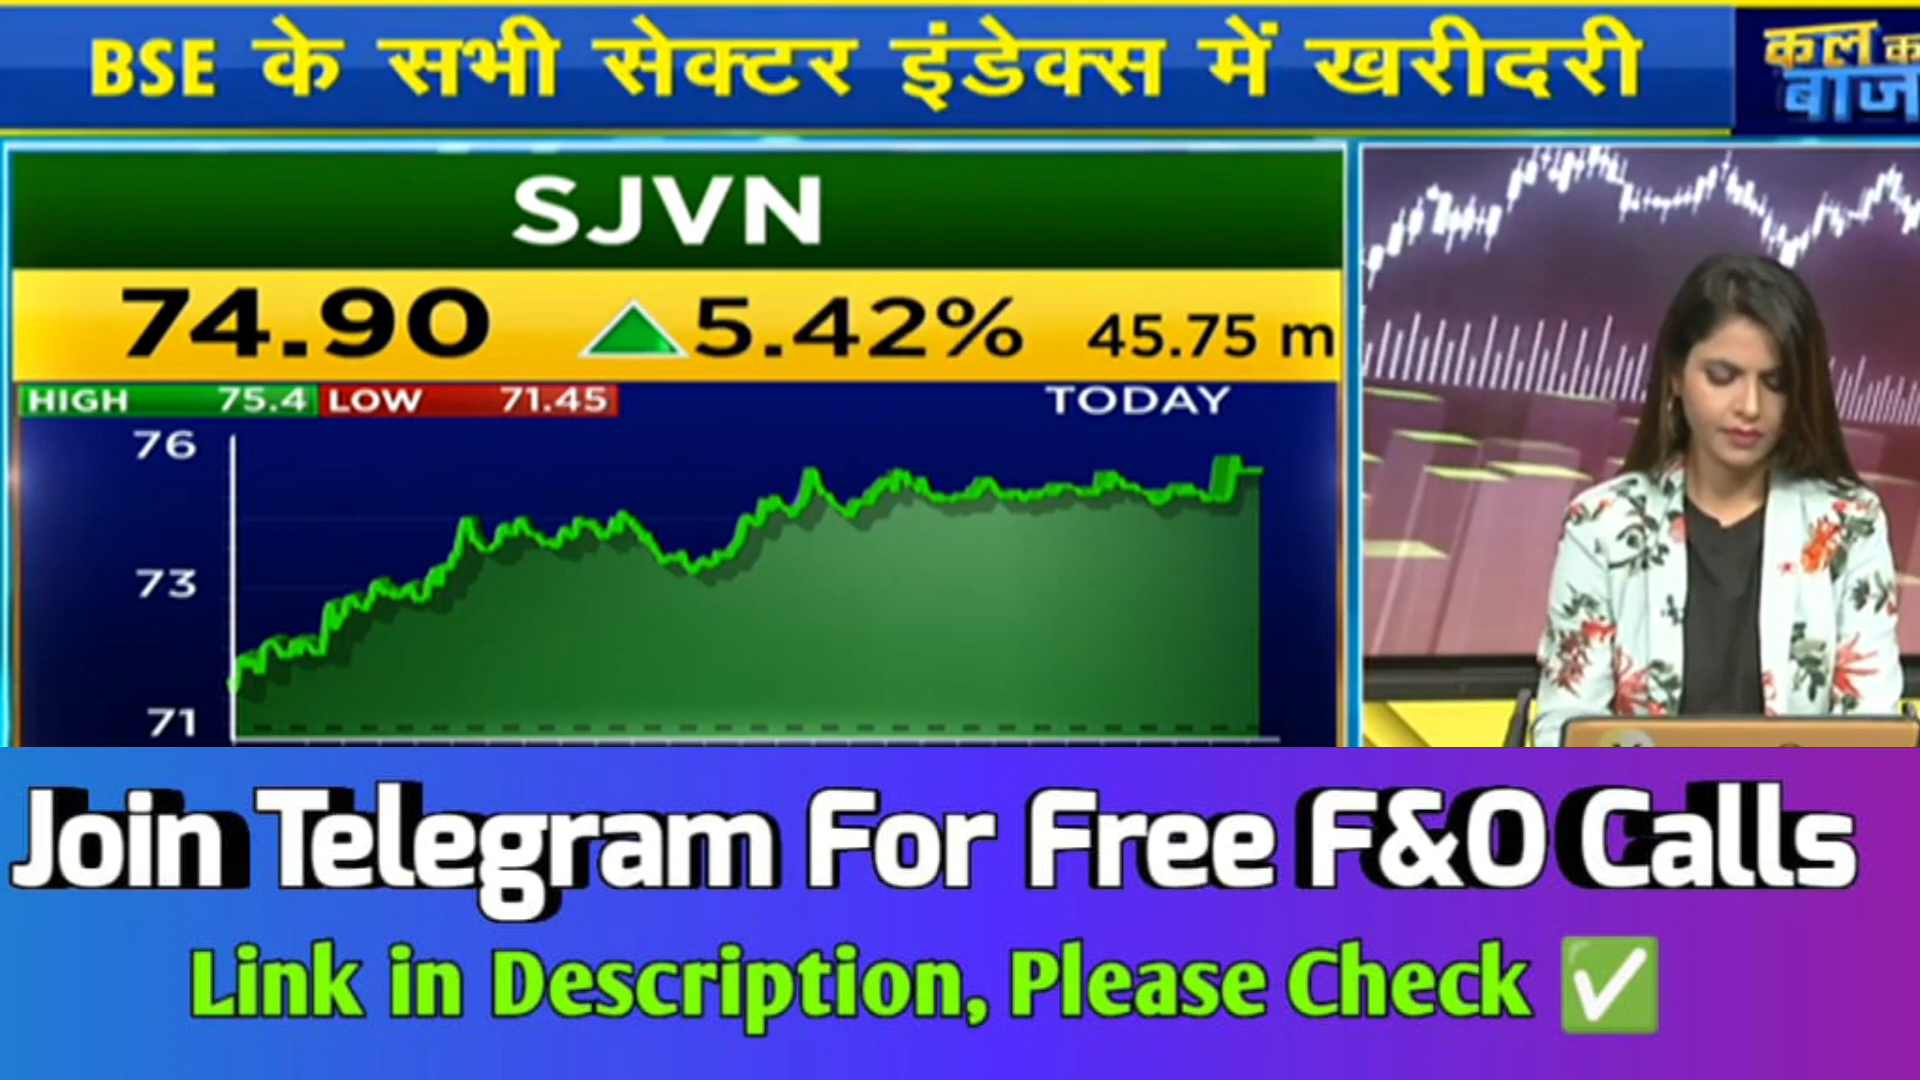 BSE के सभी सेक्टर इंडेक्स में खरीदरी
कल क
बाज
SJVN
74.90 5.42% 45.75 m
HIGH 75.4 LOW 71.45 TODAY
76
73
71
Join Telegram For Free F&O Calls
Link in Description, Please Check ✅